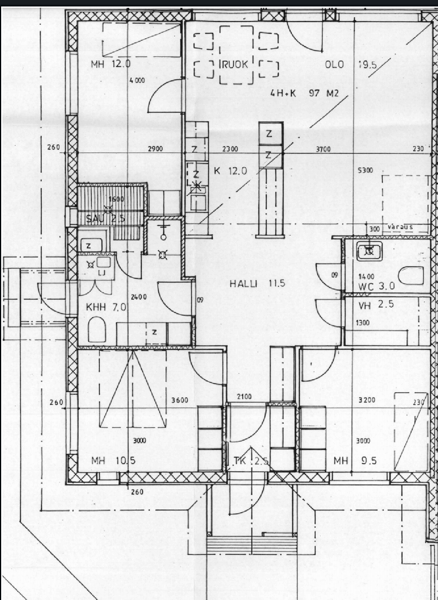 MH 12.0
RUOK
OLO 19.5
4000
4H+K 97 M2
Z
260
2900
Z
2300
Z
3700
230
Z
K 12.0
5300
1600
SAU 2.5
varaus
300
Z
LJ
HALLI 11.5
1400
WC 3.0
09
2400
09
KHH 7.0
VH 2.5
1300
Z
260
3600
2100
3200
230
3000
3000
MH 10.5
TK 2.5
MH 9.5
260